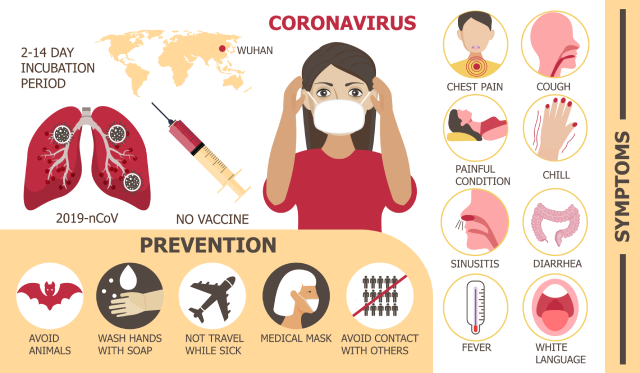 CORONAVIRUS
2-14 DAY
INCUBATION
PERIOD
WUHAN
2019-nCoV
NO VACCINE
PREVENTION
AVOID
ANIMALS
WASH HANDS
WITH SOAP
NOT TRAVEL
WHILE SICK
MEDICAL MASK
AVOID CONTACT
WITH OTHERS
CHEST PAIN
COUGH
PAINFUL
CONDITION
CHILL
SINUSITIS
DIARRHEA
FEVER
WHITE
LANGUAGE
SYMPTOMS